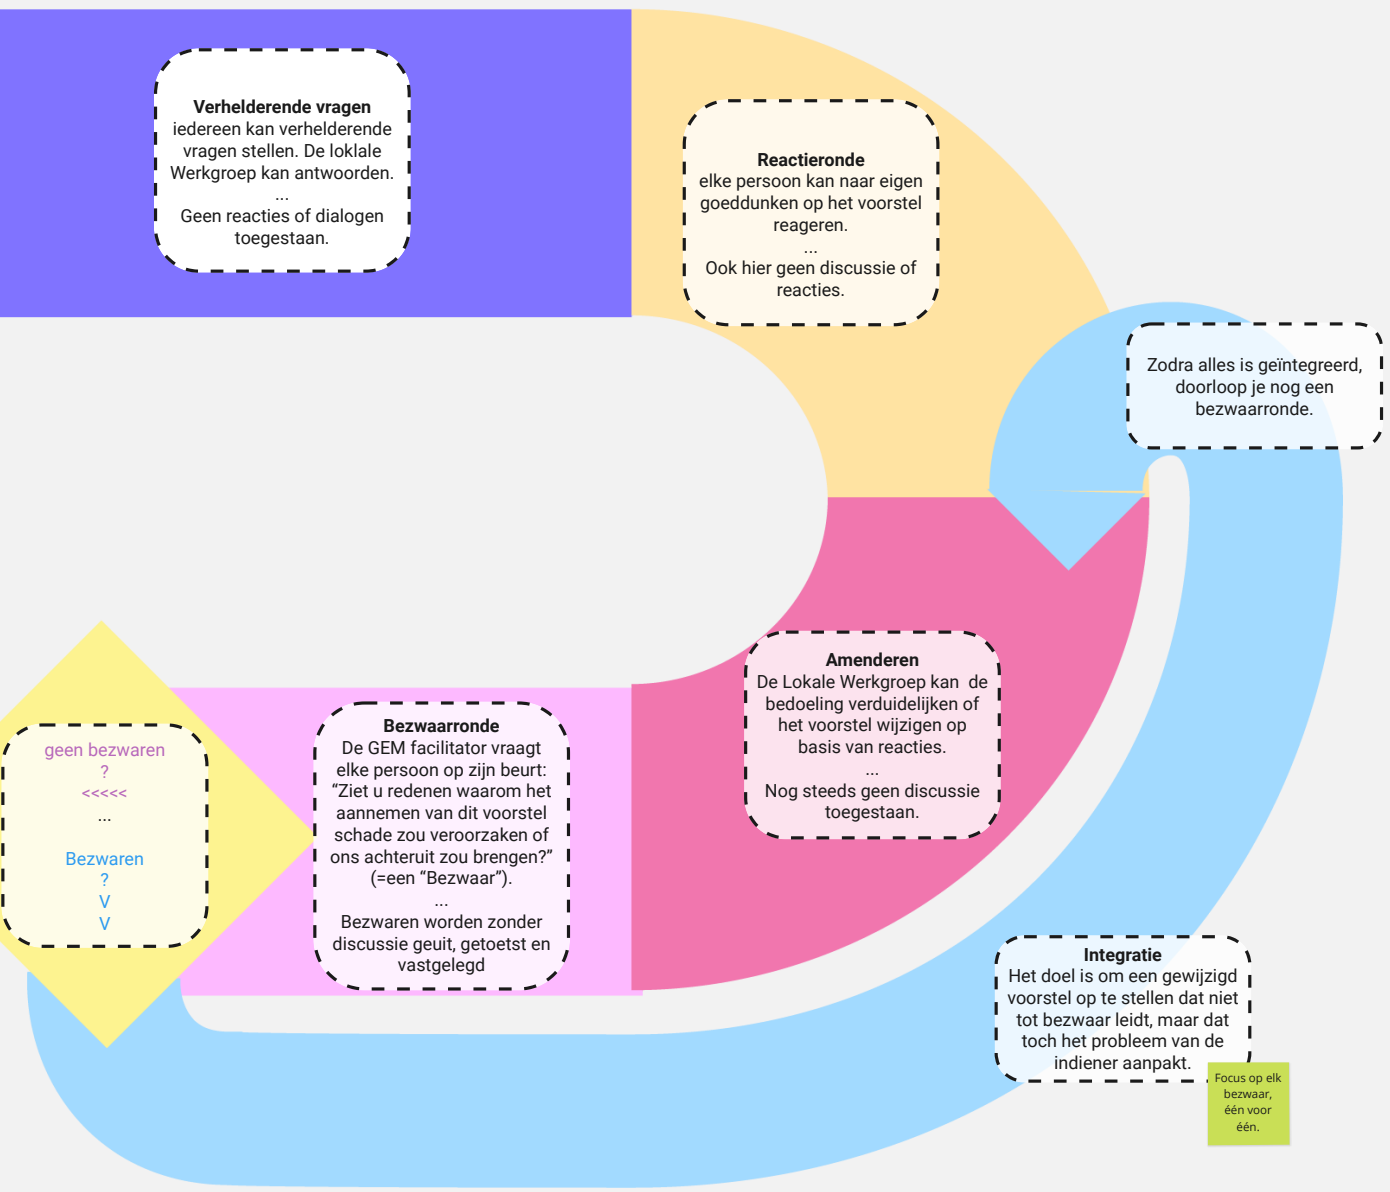 Verhelderende vragen
iedereen kan verhelderende
vragen stellen. De loklale
Werkgroep kan antwoorden.
...
Geen reacties of dialogen
toegestaan.
Reactieronde
elke persoon kan naar eigen
goeddunken op het voorstel
reageren.
...
Ook hier geen discussie of
reacties.
Zodra alles is geïntegreerd,
doorloop je nog een
bezwaarronde.
Amenderen
De Lokale Werkgroep kan  de
bedoeling verduidelijken of
het voorstel wijzigen op
basis van reacties.
...
Nog steeds geen discussie
toegestaan.
Bezwaarronde
De GEM facilitator vraagt
elke persoon op zijn beurt:
“Ziet u redenen waarom het
aannemen van dit voorstel
schade zou veroorzaken of
ons achteruit zou brengen?”
(=een “Bezwaar”).
...
Bezwaren worden zonder
discussie geuit, getoetst en
vastgelegd
geen bezwaren
?
<<<<<
...
Bezwaren
?
V
V
Integratie
Het doel is om een gewijzigd
voorstel op te stellen dat niet
tot bezwaar leidt, maar dat
toch het probleem van de
indiener aanpakt.
Focus op elk
bezwaar,
één voor
één.